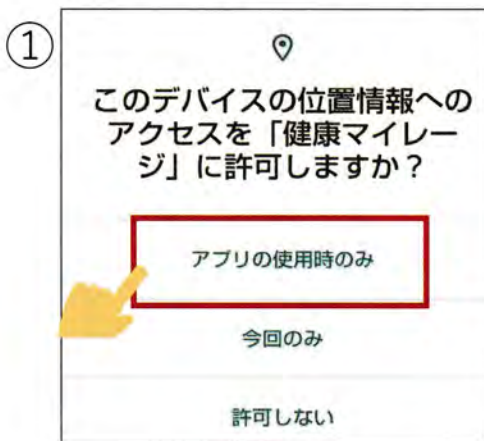 ①
このデバイスの位置情報への
アクセスを「健康マイレー
ジ」に許可しますか？
アプリの使用時のみ
今回のみ
許可しない